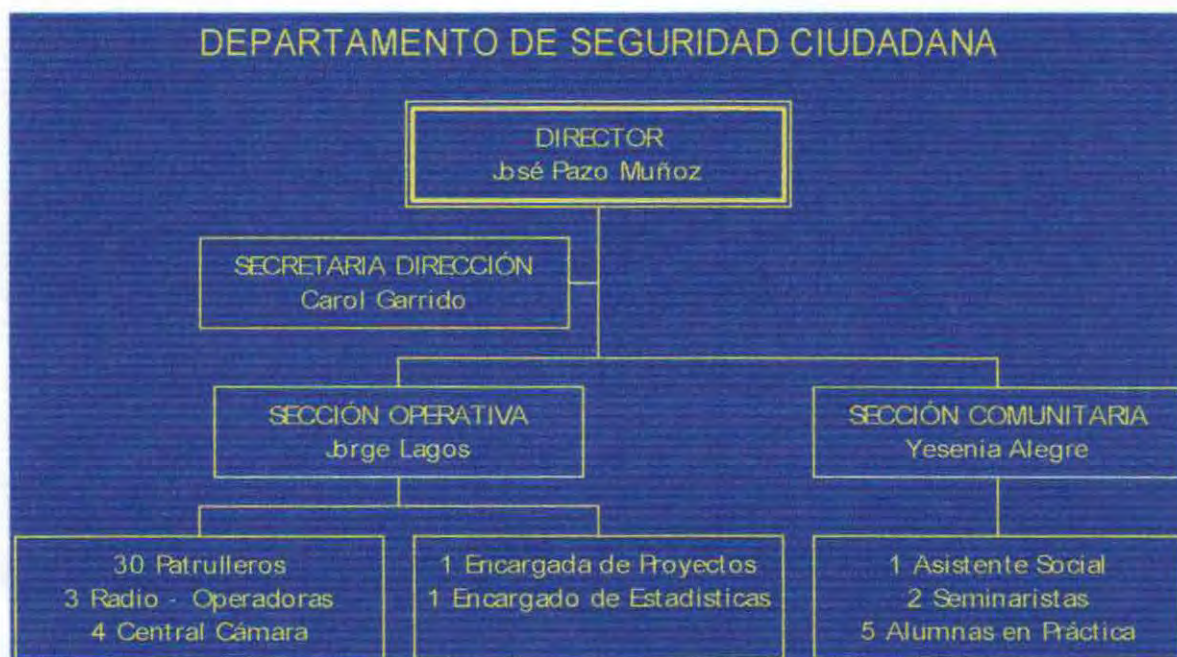 DEPARTAMENTO DE SEGURIDAD CIUDADANA
DIRECTOR
José Pazo Muñoz
SECRETARIA DIRECCIÓN
Carol Garrido
SECCIÓN OPERATIVA
Jorge Lagos
SECCIÓN COMUNITARIA
Yesenia Alegre
30 Patrulleros
3 Radio - Operadoras
4 Central Cámara
1 Encargada de Proyectos
1 Encargado de Estadísticas
1 Asistente Social
2 Seminaristas
5 Alumnas en Práctica